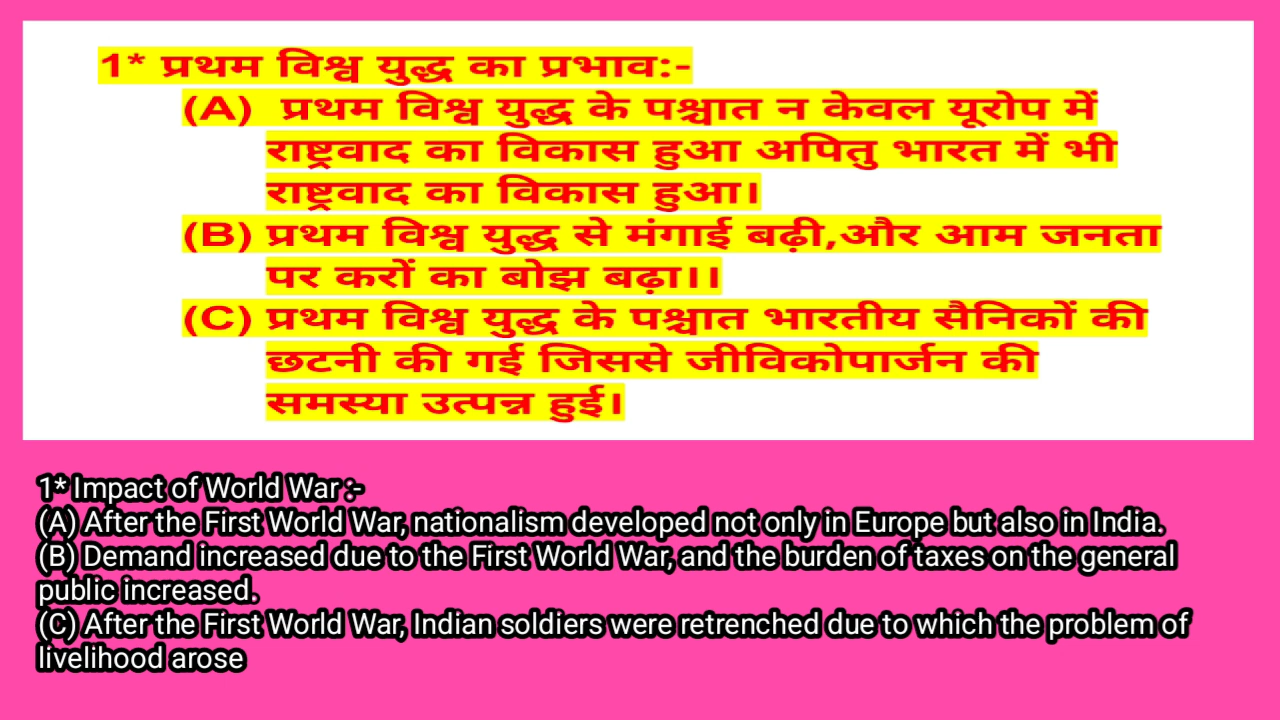 1* प्रथम विश्व युद्ध का प्रभाव:-
(A) प्रथम विश्व युद्ध के पश्चात न केवल यूरोप में
राष्ट्रवाद का विकास हुआ अपितु भारत में भी
राष्ट्रवाद का विकास हुआ।
(B) प्रथम विश्व युद्ध से मंगाई बढ़ी,और आम जनता
पर करों का बोझ बढ़ा।।
(C) प्रथम विश्व युद्ध के पश्चात भारतीय सैनिकों की
छटनी की गई जिससे जीविकोपार्जन की
समस्या उत्पन्न हुई।
1* Impact of World War :-
(A) After the First World War, nationalism developed not only in Europe but also in India.
(B) Demand increased due to the First World War, and the burden of taxes on the general
public increased.
(C) After the First World War, Indian soldiers were retrenched due to which the problem of
livelihood arose